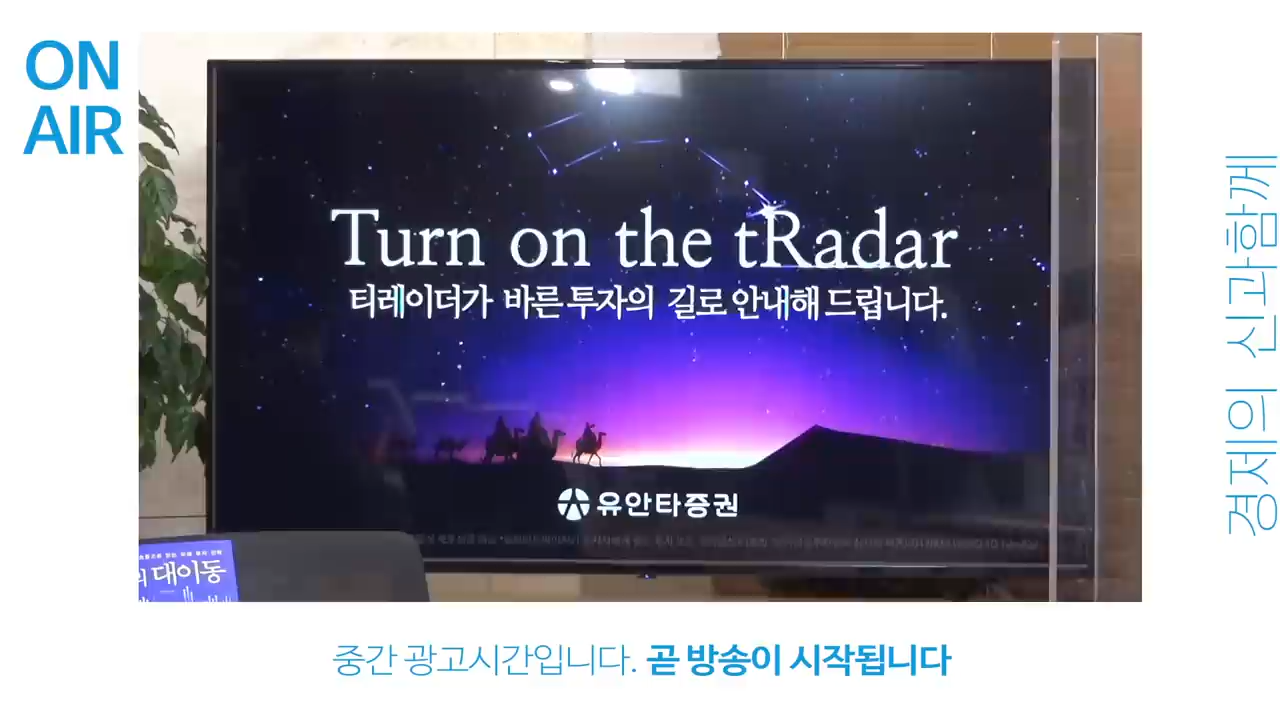 ON
AIR
Turn on the tRadar
티레이더가 바른 투자의 길로 안내해 드립니다.
유안타증권
대이동
경제의 신과함께
중간 광고시간입니다. 곧 방송이 시작됩니다